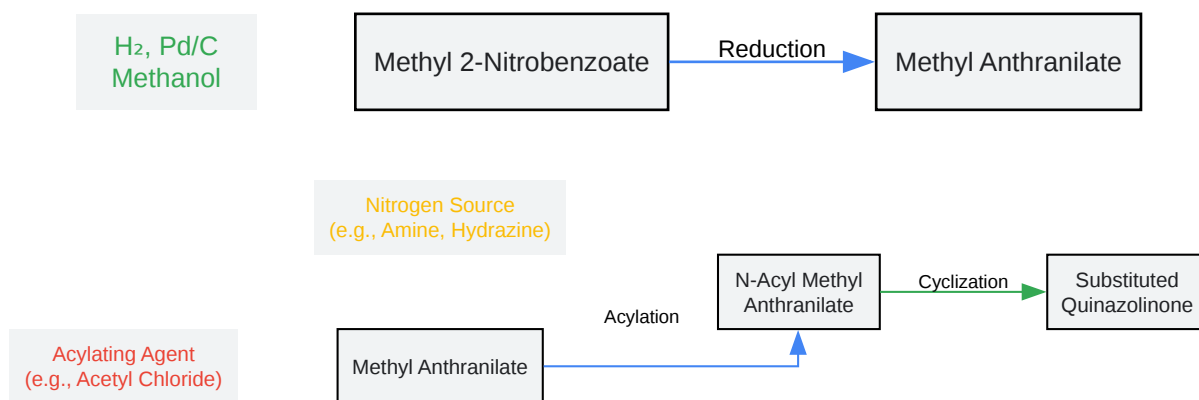 H₂, Pd/C
Methanol
Methyl 2-Nitrobenzoate
Reduction
Methyl Anthranilate
Nitrogen Source
(e.g., Amine, Hydrazine)
N-Acyl Methyl
Anthranilate
Cyclization
Substituted
Quinazolinone
Acylation
Acylating Agent
(e.g., Acetyl Chloride)
Methyl Anthranilate